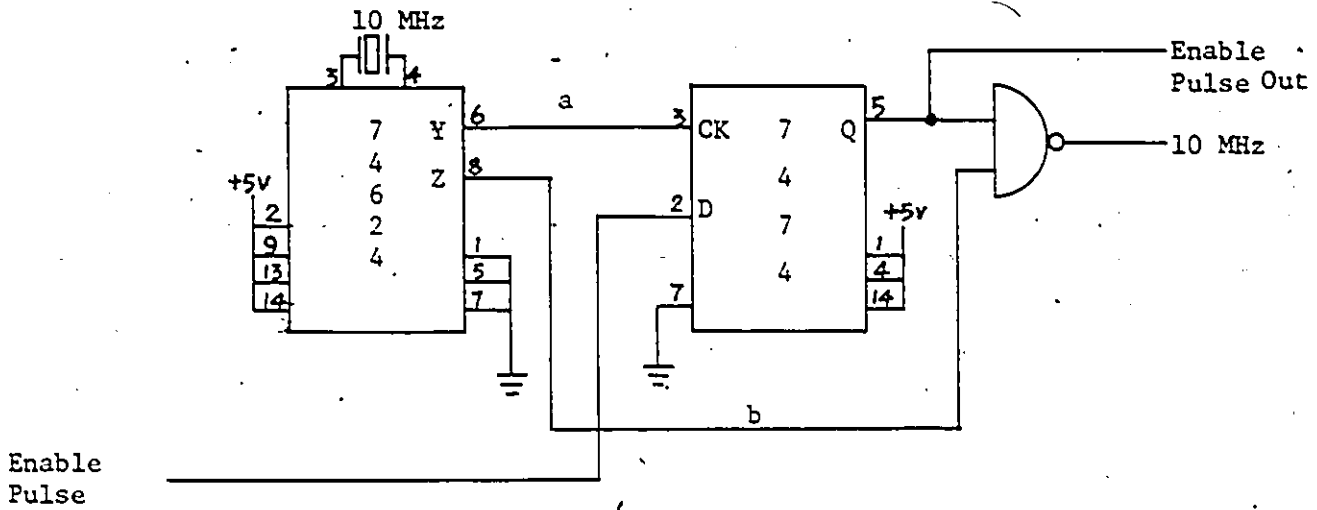 10 MHz
3 4
7 4 6 2 4
Y 6
Z 8
+5v
2
9
13
14
1
5
7
a
3 CK
2 D
7
7 4 7 4
Q 5
+5v
1
4
14
b
Enable
Pulse Out
10 MHz
Enable
Pulse